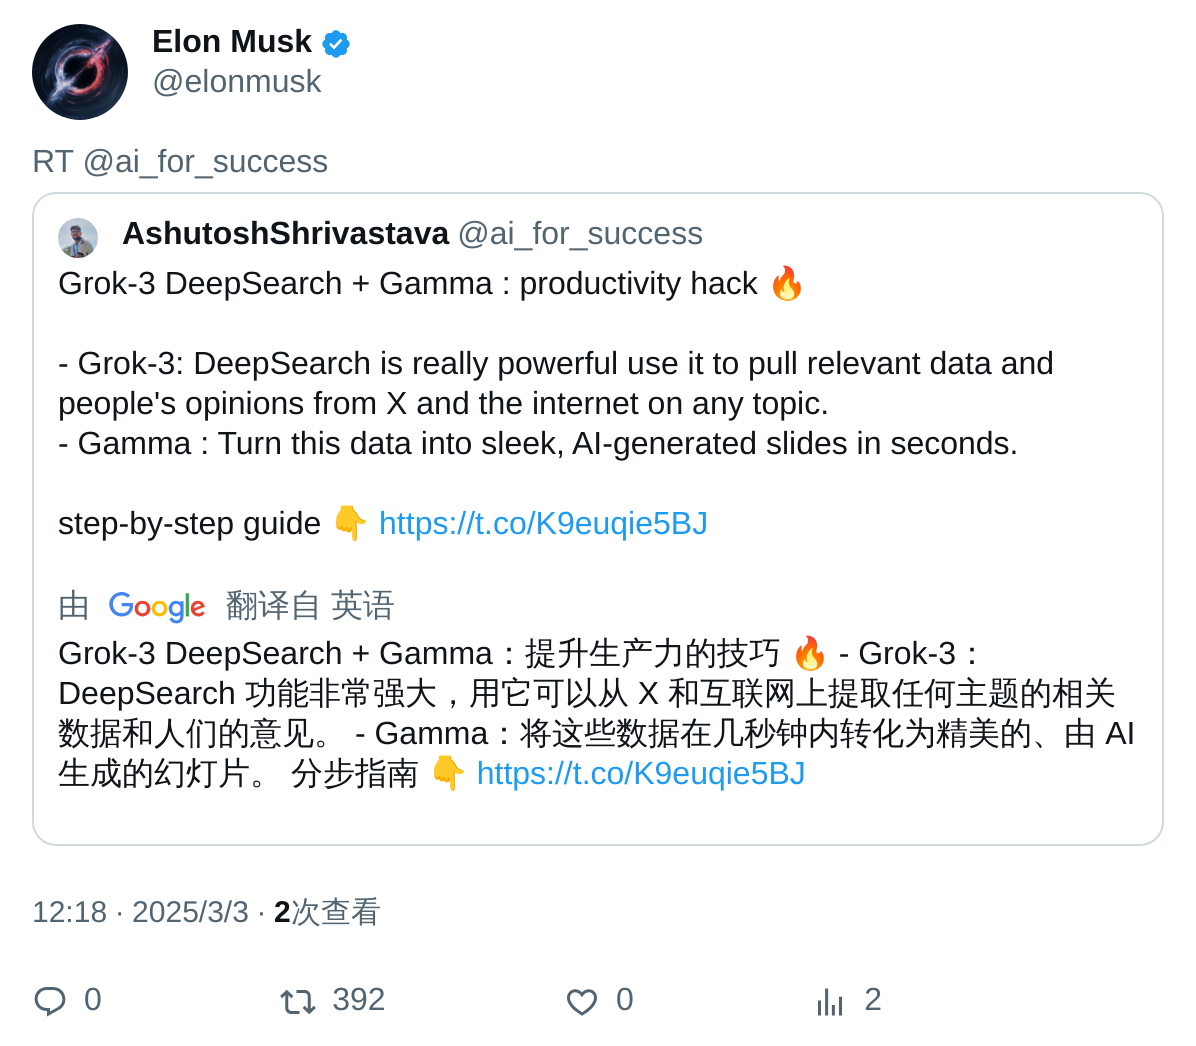 Elon Musk
@elonmusk
RT @ai_for_success
AshutoshShrivastava @ai_for_success
Grok-3 DeepSearch + Gamma : productivity hack 🔥
- Grok-3: DeepSearch is really powerful use it to pull relevant data and
people's opinions from X and the internet on any topic.
- Gamma : Turn this data into sleek, AI-generated slides in seconds.
step-by-step guide 👇 https://t.co/K9euqie5BJ
由 Google 翻译自 英语
Grok-3 DeepSearch + Gamma：提升生产力的技巧 🔥 - Grok-3：
DeepSearch 功能非常强大，用它可以从 X 和互联网上提取任何主题的相关
数据和人们的意见。 - Gamma：将这些数据在几秒钟内转化为精美的、由 AI
生成的幻灯片。 分步指南 👇 https://t.co/K9euqie5BJ
12:18 · 2025/3/3 · 2次查看
0 392 0 2